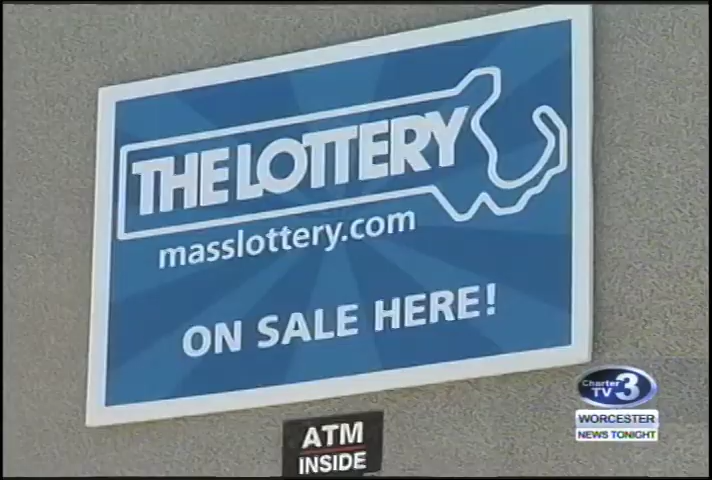 THE LOTTERY
masslottery.com
ON SALE HERE!
ATM
INSIDE
Charter
TV 3
WORCESTER
NEWS TONIGHT